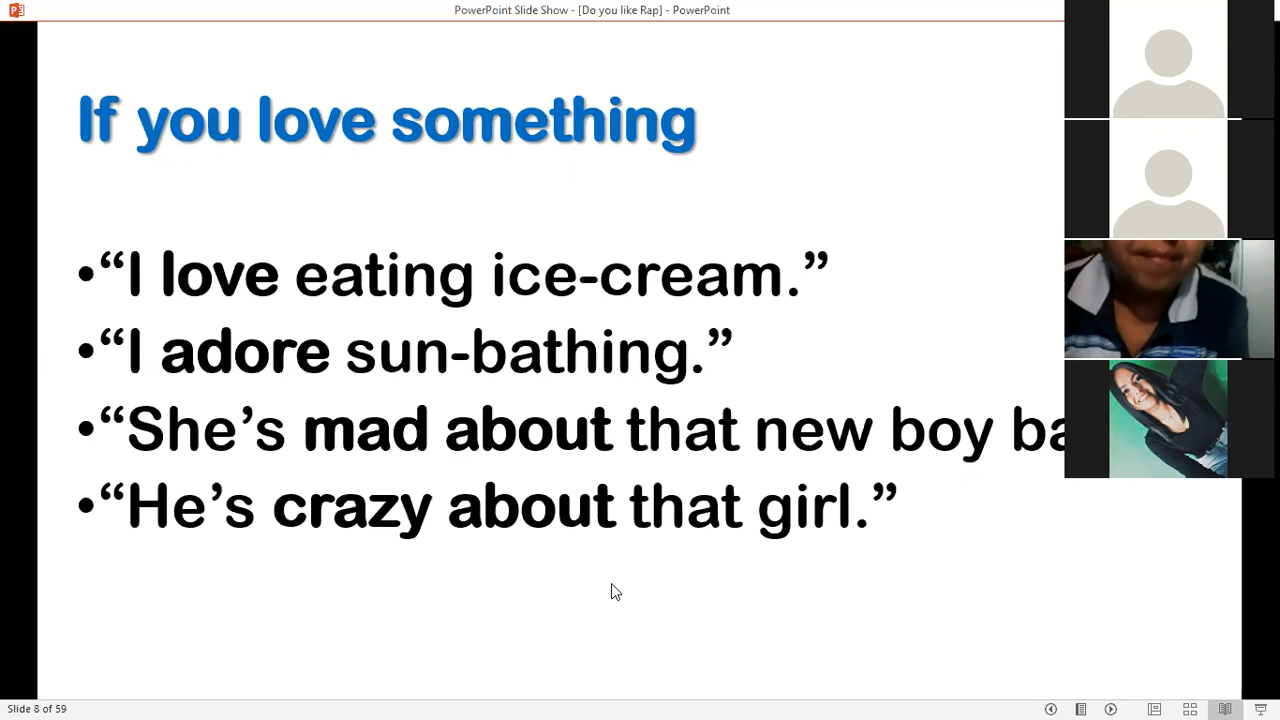 PowerPoint Slide Show - [Do you like Rap] - PowerPoint
If you love something
•“I love eating ice-cream.”
•“I adore sun-bathing.”
•“She’s mad about that new boy
•“He’s crazy about that girl.”
Slide 8 of 59